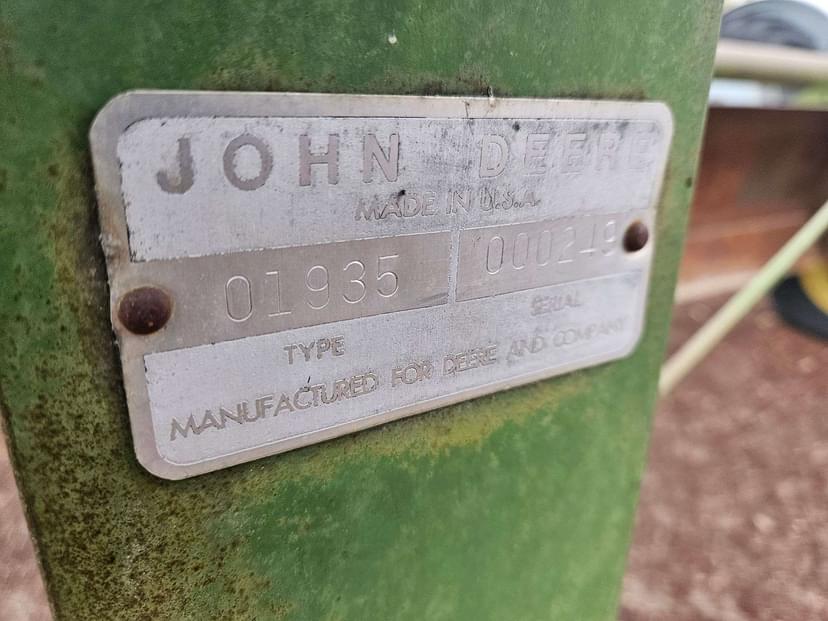 JOHN DEERE
MADE IN U.S.A.
01935 000249
TYPE SERIAL
MANUFACTURED FOR DEERE AND COMPANY